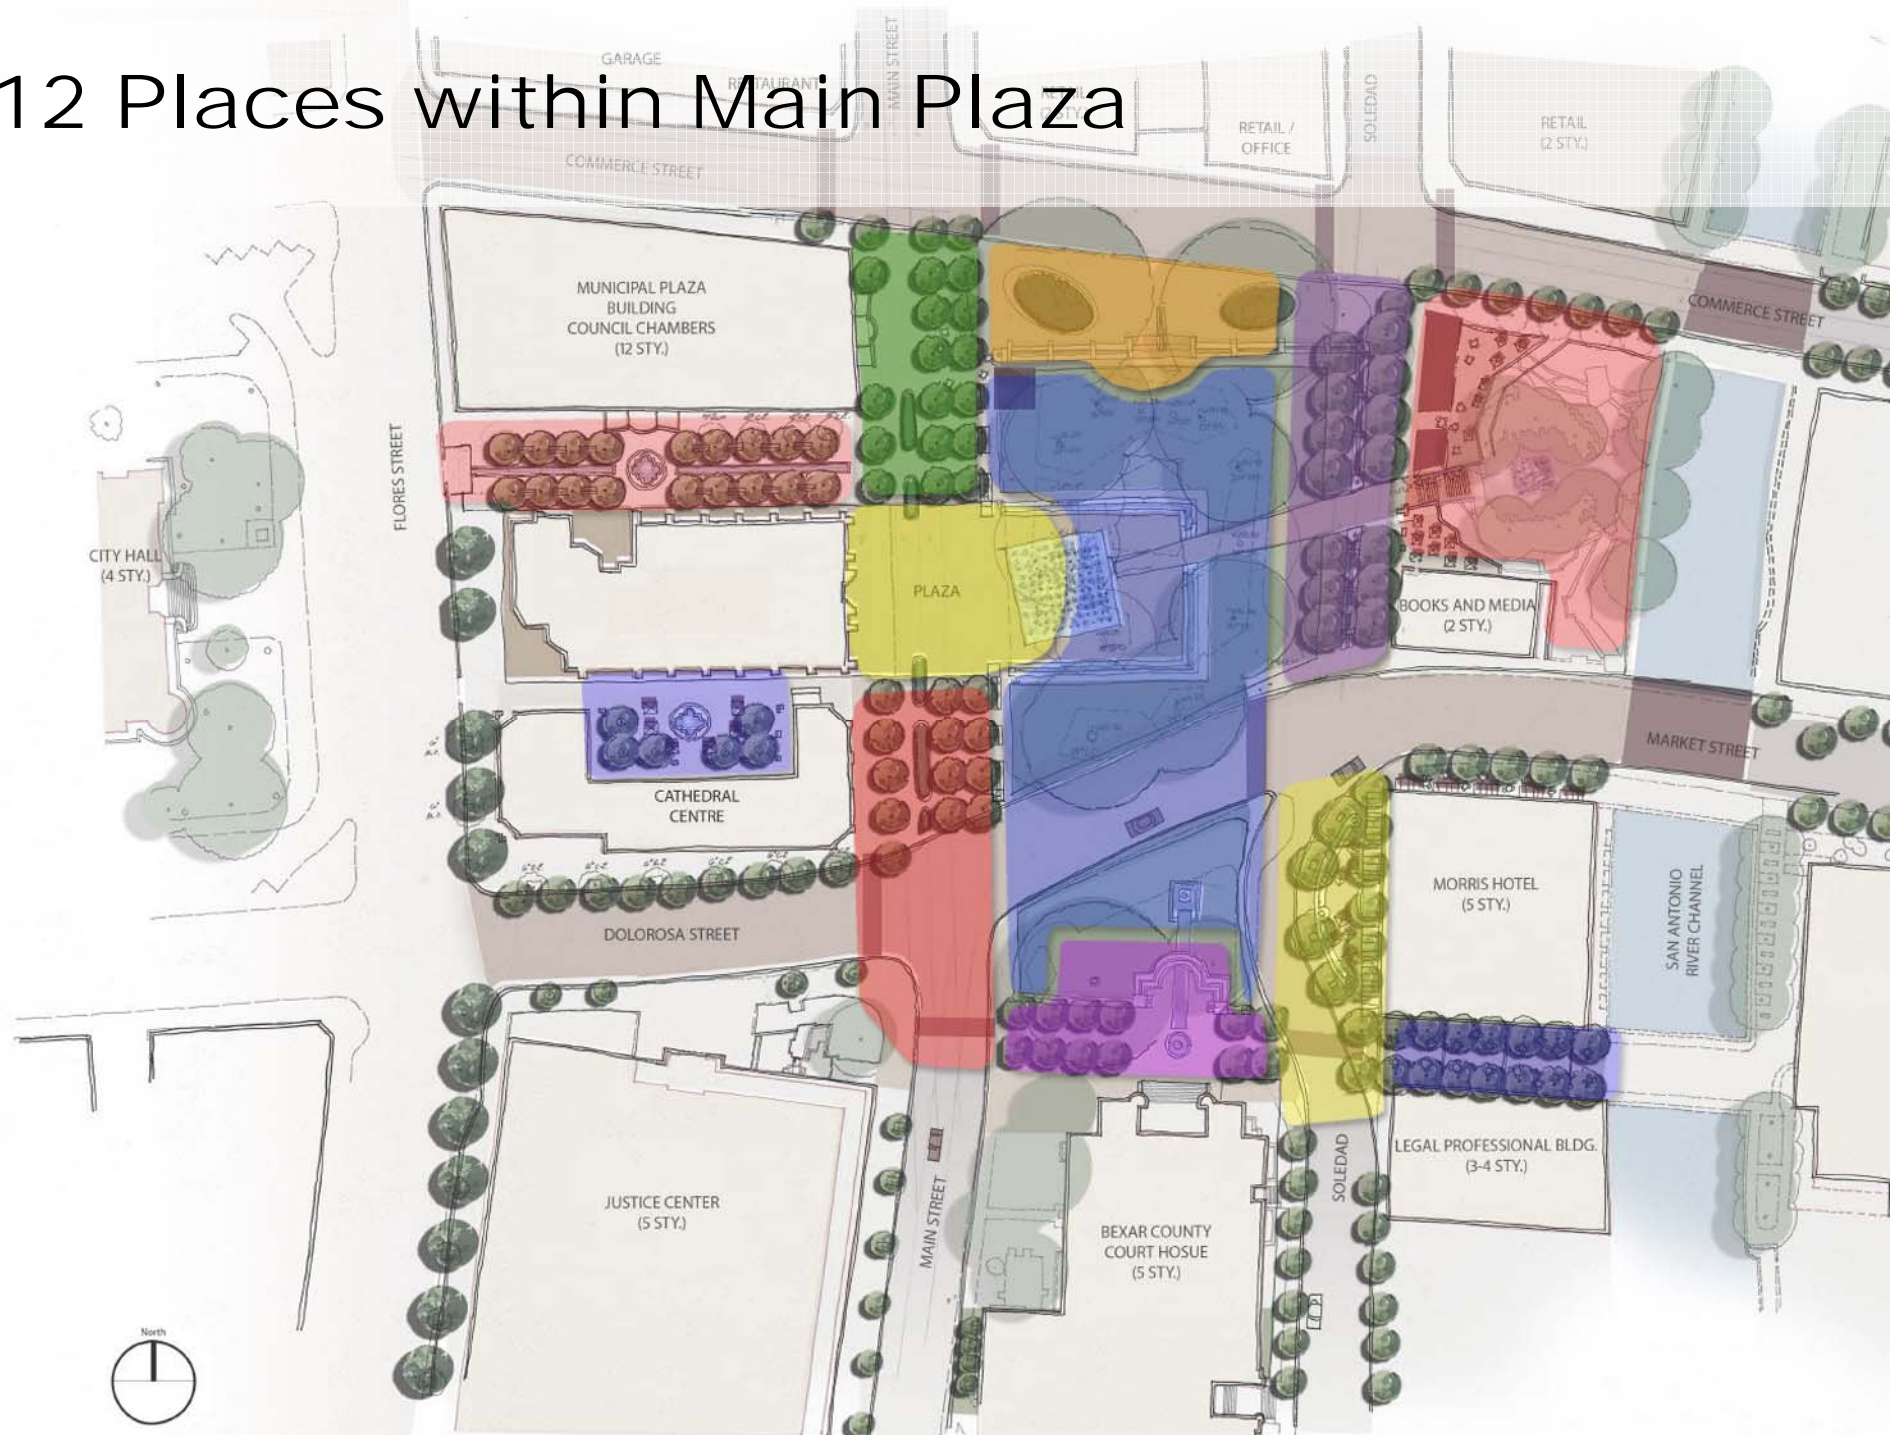 12 Places within Main Plaza
GARAGE
RESTAURANT
MAIN STREET
RETAIL
(2 STY.)
RETAIL /
OFFICE
SOLEDAD
RETAIL
(2 STY.)
COMMERCE STREET
COMMERCE STREET
MUNICIPAL PLAZA
BUILDING
COUNCIL CHAMBERS
(12 STY.)
FLORES STREET
CITY HALL
(4 STY.)
PLAZA
BOOKS AND MEDIA
(2 STY.)
MARKET STREET
CATHEDRAL
CENTRE
DOLOROSA STREET
MORRIS HOTEL
(5 STY.)
SAN ANTONIO
RIVER CHANNEL
LEGAL PROFESSIONAL BLDG.
(3-4 STY.)
JUSTICE CENTER
(5 STY.)
MAIN STREET
BEXAR COUNTY
COURT HOSUE
(5 STY.)
SOLEDAD
North